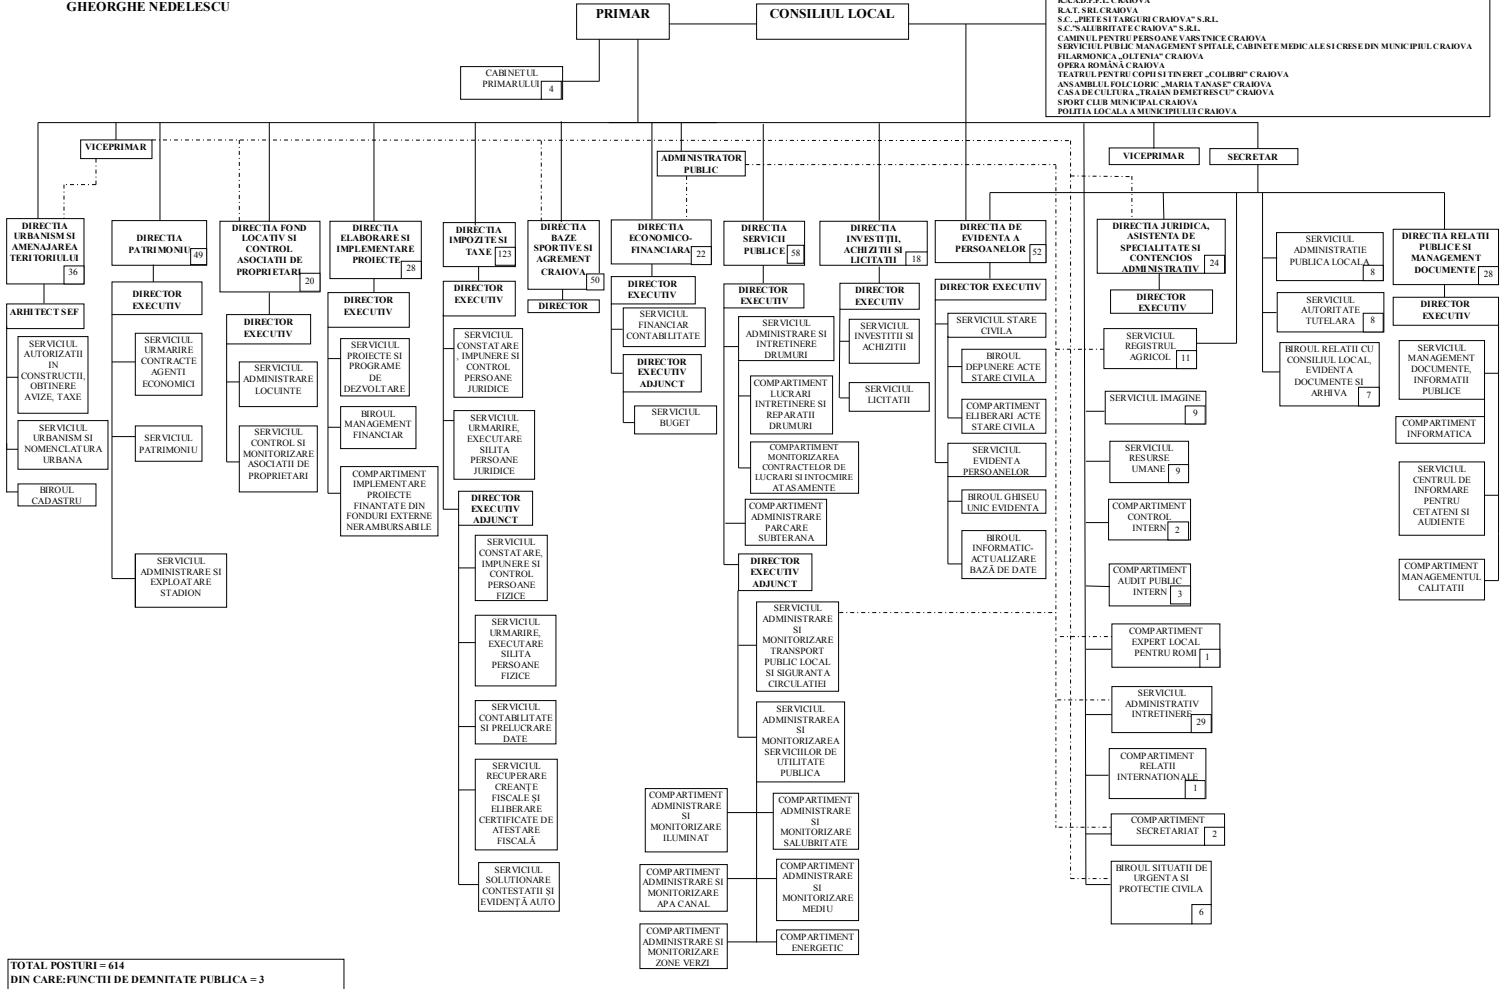 GHEORGHE NEDELESCU
PRIMAR
CONSILIUL LOCAL
R.A.T. SRL CRAIOVA
S.C. „PIETE SI TARGURI CRAIOVA" S.R.L.
S.C."SALUBRITATE CRAIOVA" S.R.L.
CAMINUL PENTRU PERSOANE VARSTNICE CRAIOVA
SERVICIUL PUBLIC MANAGEMENT SPITALE, CABINETE MEDICALE SI CRESE DIN MUNICIPIUL CRAIOVA
FILARMONICA „OLTENIA" CRAIOVA
OPERA ROMÂNĂ CRAIOVA
TEATRUL PENTRU COPII SI TINERET „COLIBRI" CRAIOVA
ANSAMBLUL FOLCLORIC „MARIA TANASE" CRAIOVA
CASA DE CULTURA „TRAIAN DEMETRESCU" CRAIOVA
SPORT CLUB MUNICIPAL CRAIOVA
POLITIA LOCALA A MUNICIPIULUI CRAIOVA
CABINETUL
PRIMARULUI
4
VICEPRIMAR
ADMINISTRATOR
PUBLIC
VICEPRIMAR
SECRETAR
DIRECTIA
URBANISM SI
AMENAJAREA
TERITORIULUI
36
ARHITECT SEF
SERVICIUL
AUTORIZATII
IN
CONSTRUCTII,
OBTINERE
AVIZE, TAXE
SERVICIUL
URBANISM SI
NOMENCLATURA
URBANA
BIROUL
CADASTRU
DIRECTIA
PATRIMONIU
49
DIRECTOR
EXECUTIV
SERVICIUL
URMARIRE
CONTRACTE
AGENTI
ECONOMICI
SERVICIUL
PATRIMONIU
SERVICIUL
ADMINISTRARE SI
EXPLOATARE
STADION
DIRECTIA FOND
LOCATIV SI
CONTROL
ASOCIATII DE
PROPRIETARI
20
DIRECTOR
EXECUTIV
SERVICIUL
ADMINISTRARE
LOCUINTE
SERVICIUL
CONTROL SI
MONITORIZARE
ASOCIATII DE
PROPRIETARI
DIRECTIA
ELABORARE SI
IMPLEMENTARE
PROIECTE
28
DIRECTOR
EXECUTIV
SERVICIUL
PROIECTE SI
PROGRAME
DE
DEZVOLTARE
BIROUL
MANAGEMENT
FINANCIAR
COMPARTIMENT
IMPLEMENTARE
PROIECTE
FINANTATE DIN
FONDURI EXTERNE
NERAMBURSABILE
DIRECTIA
IMPOZITE SI
TAXE
123
DIRECTOR
EXECUTIV
SERVICIUL
CONSTATARE
, IMPUNERE SI
CONTROL
PERSOANE
JURIDICE
SERVICIUL
URMARIRE,
EXECUTARE
SILITA
PERSOANE
JURIDICE
DIRECTOR
EXECUTIV
ADJUNCT
SERVICIUL
CONSTATARE,
IMPUNERE SI
CONTROL
PERSOANE
FIZICE
SERVICIUL
URMARIRE,
EXECUTARE
SILITA
PERSOANE
FIZICE
SERVICIUL
CONTABILITATE
SI PRELUCRARE
DATE
SERVICIUL
RECUPERARE
CREANŢE
FISCALE ŞI
ELIBERARE
CERTIFICATE DE
ATESTARE
FISCALĂ
SERVICIUL
SOLUTIONARE
CONTESTATII ŞI
EVIDENŢĂ AUTO
DIRECTIA
BAZE
SPORTIVE SI
AGREMENT
CRAIOVA
50
DIRECTOR
DIRECTIA
ECONOMICO-
FINANCIARA
22
DIRECTOR
EXECUTIV
SERVICIUL
FINANCIAR
CONTABILITATE
DIRECTOR
EXECUTIV
ADJUNCT
SERVICIUL
BUGET
DIRECTIA
SERVICII
PUBLICE
58
DIRECTOR
EXECUTIV
SERVICIUL
ADMINISTRARE SI
INTRETINERE
DRUMURI
COMPARTIMENT
LUCRARI
INTRETINERE SI
REPARATII
DRUMURI
COMPARTIMENT
MONITORIZAREA
CONTRACTELOR DE
LUCRARI SI INTOCMIRE
ATASAMENTE
COMPARTIMENT
ADMINISTRARE
PARCARE
SUBTERANA
DIRECTOR
EXECUTIV
ADJUNCT
SERVICIUL
ADMINISTRARE
SI
MONITORIZARE
TRANSPORT
PUBLIC LOCAL
SI SIGURANTA
CIRCULATIEI
SERVICIUL
ADMINISTRAREA
SI
MONITORIZAREA
SERVICIILOR DE
UTILITATE
PUBLICA
COMPARTIMENT
ADMINISTRARE
SI
MONITORIZARE
ILUMINAT
COMPARTIMENT
ADMINISTRARE
SI
MONITORIZARE
SALUBRITATE
COMPARTIMENT
ADMINISTRARE SI
MONITORIZARE
APA CANAL
COMPARTIMENT
ADMINISTRARE
SI
MONITORIZARE
MEDIU
COMPARTIMENT
ADMINISTRARE SI
MONITORIZARE
ZONE VERZI
COMPARTIMENT
ENERGETIC
DIRECTIA
INVESTIŢII,
ACHIZITII SI
LICITATII
18
DIRECTOR
EXECUTIV
SERVICIUL
INVESTITII SI
ACHIZITII
SERVICIUL
LICITATII
DIRECTIA DE
EVIDENTA A
PERSOANELOR
52
DIRECTOR EXECUTIV
SERVICIUL STARE
CIVILA
BIROUL
DEPUNERE ACTE
STARE CIVILA
COMPARTIMENT
ELIBERARI ACTE
STARE CIVILA
SERVICIUL
EVIDENTA
PERSOANELOR
BIROUL GHISEU
UNIC EVIDENTA
BIROUL
INFORMATIC-
ACTUALIZARE
BAZĂ DE DATE
DIRECTIA JURIDICA,
ASISTENTA DE
SPECIALITATE SI
CONTENCIOS
ADMINISTRATIV
24
DIRECTOR
EXECUTIV
SERVICIUL
REGISTRUL
AGRICOL
11
SERVICIUL IMAGINE
9
SERVICIUL
RESURSE
UMANE
9
COMPARTIMENT
CONTROL
INTERN
2
COMPARTIMENT
AUDIT PUBLIC
INTERN
3
COMPARTIMENT
EXPERT LOCAL
PENTRU ROMI
1
SERVICIUL
ADMINISTRATIV
INTRETINERE
29
COMPARTIMENT
RELATII
INTERNATIONALE
1
COMPARTIMENT
SECRETARIAT
2
BIROUL SITUATII DE
URGENTA SI
PROTECTIE CIVILA
6
SERVICIUL
ADMINISTRATIE
PUBLICA LOCALA
8
SERVICIUL
AUTORITATE
TUTELARA
8
BIROUL RELATII CU
CONSILIUL LOCAL,
EVIDENTA
DOCUMENTE SI
ARHIVA
7
DIRECTIA RELATII
PUBLICE SI
MANAGEMENT
DOCUMENTE
28
DIRECTOR
EXECUTIV
SERVICIUL
MANAGEMENT
DOCUMENTE,
INFORMATII
PUBLICE
COMPARTIMENT
INFORMATICA
SERVICIUL
CENTRUL DE
INFORMARE
PENTRU
CETATENI SI
AUDIENTE
COMPARTIMENT
MANAGEMENTUL
CALITATII
TOTAL POSTURI = 614
DIN CARE:FUNCTII DE DEMNITATE PUBLICA = 3